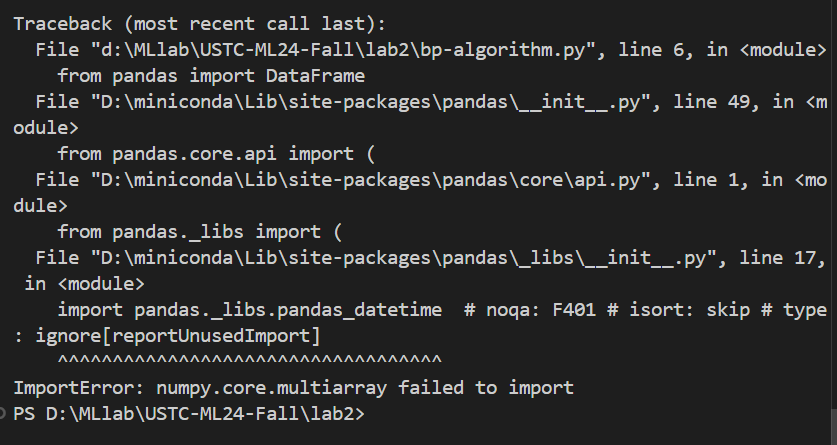 Traceback (most recent call last):
  File "d:\MLlab\USTC-ML24-Fall\lab2\bp-algorithm.py", line 6, in <module>
    from pandas import DataFrame
  File "D:\miniconda\Lib\site-packages\pandas\__init__.py", line 49, in <m
odule>
    from pandas.core.api import (
  File "D:\miniconda\Lib\site-packages\pandas\core\api.py", line 1, in <mo
dule>
    from pandas._libs import (
  File "D:\miniconda\Lib\site-packages\pandas\_libs\__init__.py", line 17,
 in <module>
    import pandas._libs.pandas_datetime  # noqa: F401 # isort: skip # type
: ignore[reportUnusedImport]
    ^^^^^^^^^^^^^^^^^^^^^^^^^^^^^^^^^^^
ImportError: numpy.core.multiarray failed to import
PS D:\MLlab\USTC-ML24-Fall\lab2>